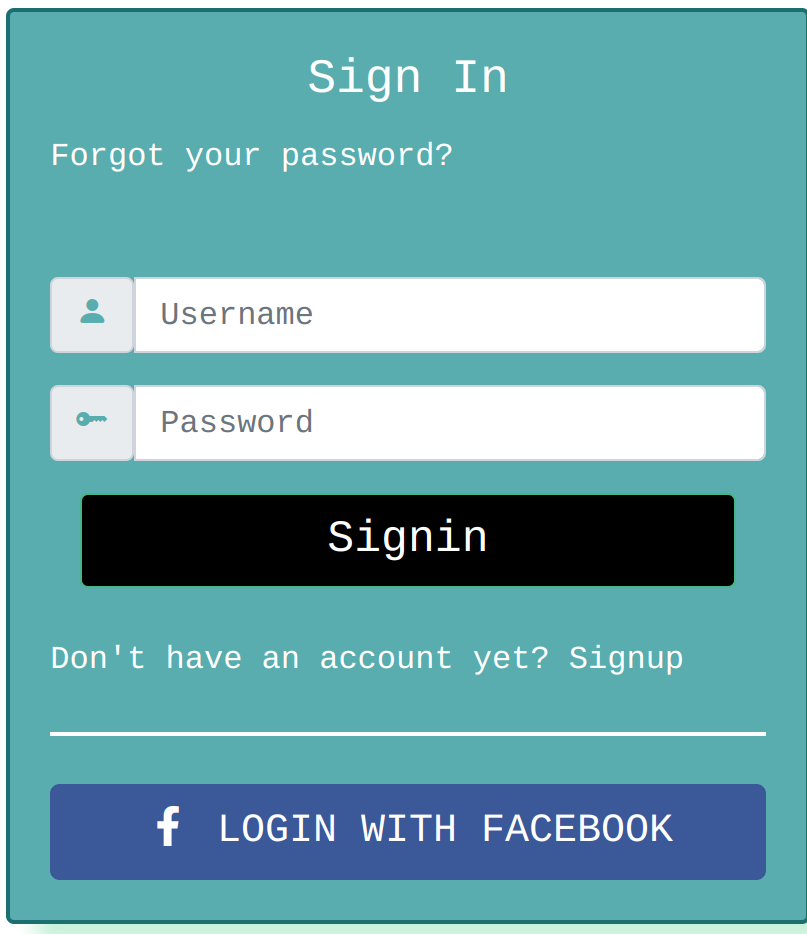 Sign In
Forgot your password?
Username
Password
Signin
Don't have an account yet? Signup
LOGIN WITH FACEBOOK